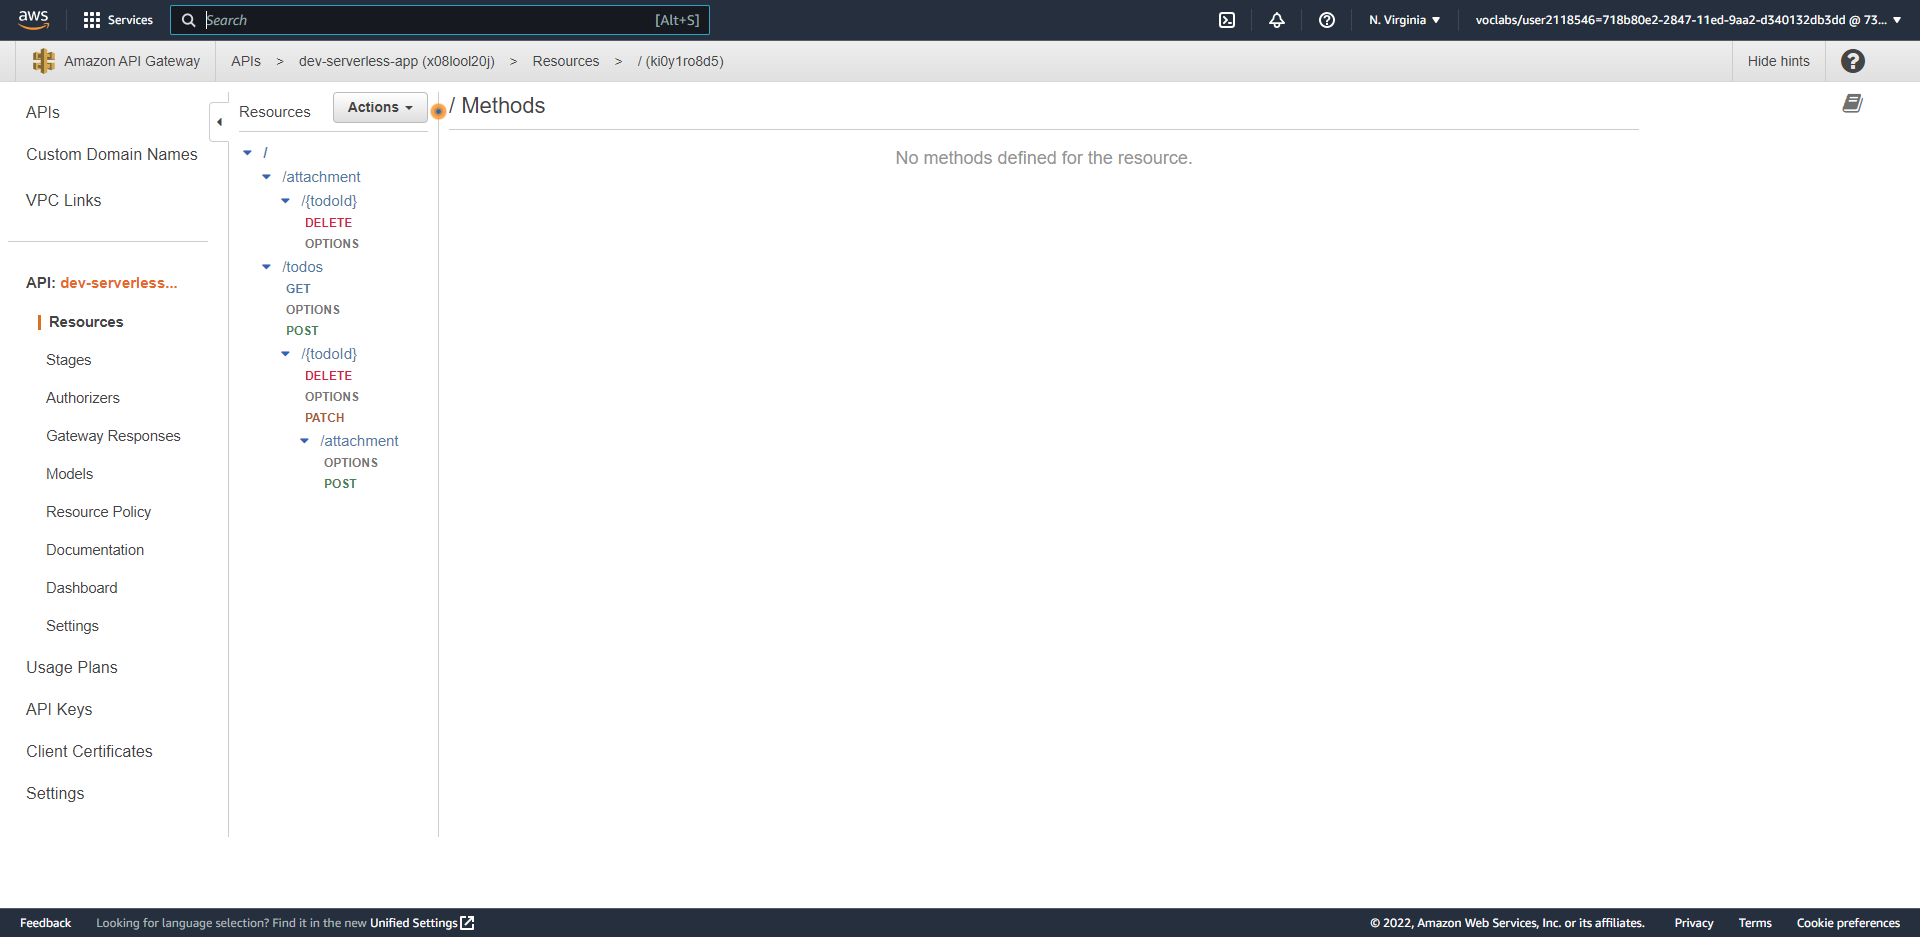 aws Services Search [Alt+S] N. Virginia voclabs/user2118546=718b80e2-2847-11ed-9aa2-d340132db3dd @ 73...
Amazon API Gateway APIs > dev-serverless-app (x08lool20j) > Resources > / (ki0y1ro8d5) Hide hints
APIs
Custom Domain Names
VPC Links
API: dev-serverless...
Resources
Stages
Authorizers
Gateway Responses
Models
Resource Policy
Documentation
Dashboard
Settings
Usage Plans
API Keys
Client Certificates
Settings
Resources Actions
/
/attachment
/{todoId}
DELETE
OPTIONS
/todos
GET
OPTIONS
POST
/{todoId}
DELETE
OPTIONS
PATCH
/attachment
OPTIONS
POST
/ Methods
No methods defined for the resource.
Feedback Looking for language selection? Find it in the new Unified Settings © 2022, Amazon Web Services, Inc. or its affiliates. Privacy Terms Cookie preferences